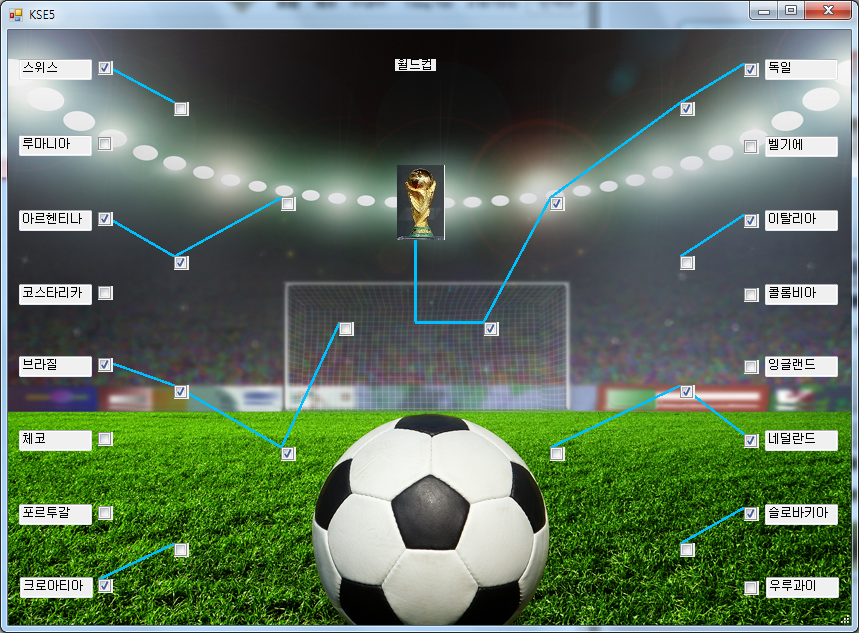 KSE5
월드컵
스위스
독일
루마니아
벨기에
아르헨티나
이탈리아
코스타리카
콜롬비아
브라질
잉글랜드
체코
네덜란드
포르투갈
슬로바키아
크로아티아
우루과이